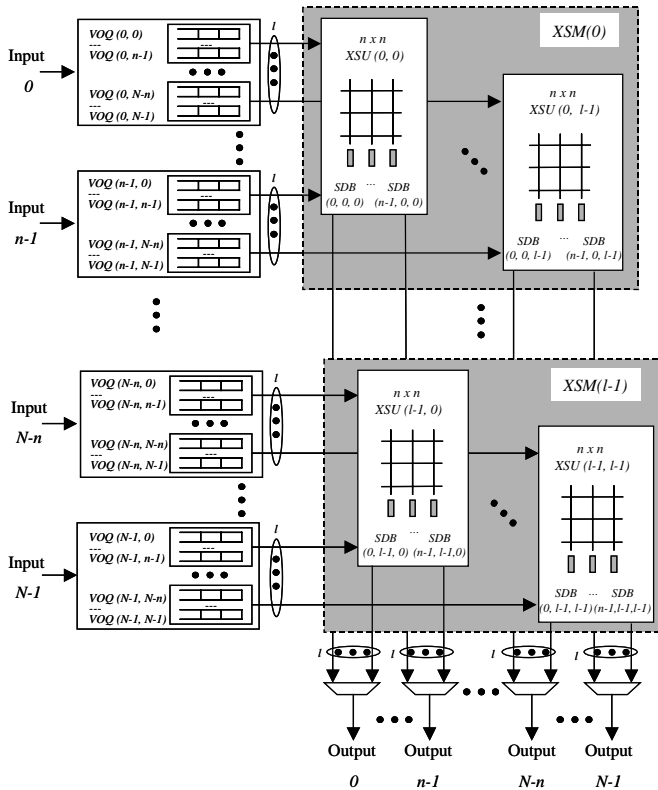 Input
0
VOQ (0, 0)
---
VOQ (0, n-1)
VOQ (0, N-n)
---
VOQ (0, N-1)
---
---
l
n x n
XSU (0, 0)
SDB ... SDB
(0, 0, 0) (n-1, 0, 0)
XSM(0)
n x n
XSU (0, l-1)
SDB ... SDB
(0, 0, l-1) (n-1, 0, l-1)
Input
n-1
VOQ (n-1, 0)
---
VOQ (n-1, n-1)
VOQ (n-1, N-n)
---
VOQ (n-1, N-1)
---
---
l
Input
N-n
VOQ (N-n, 0)
---
VOQ (N-n, n-1)
VOQ (N-n, N-n)
---
VOQ (N-n, N-1)
---
---
l
n x n
XSU (l-1, 0)
SDB ... SDB
(0, l-1, 0) (n-1, l-1,0)
XSM(l-1)
n x n
XSU (l-1, l-1)
SDB ... SDB
(0, l-1, l-1) (n-1,l-1,l-1)
Input
N-1
VOQ (N-1, 0)
---
VOQ (N-1, n-1)
VOQ (N-1, N-n)
---
VOQ (N-1, N-1)
---
---
l
l l l l
Output Output Output Output
0 n-1 N-n N-1